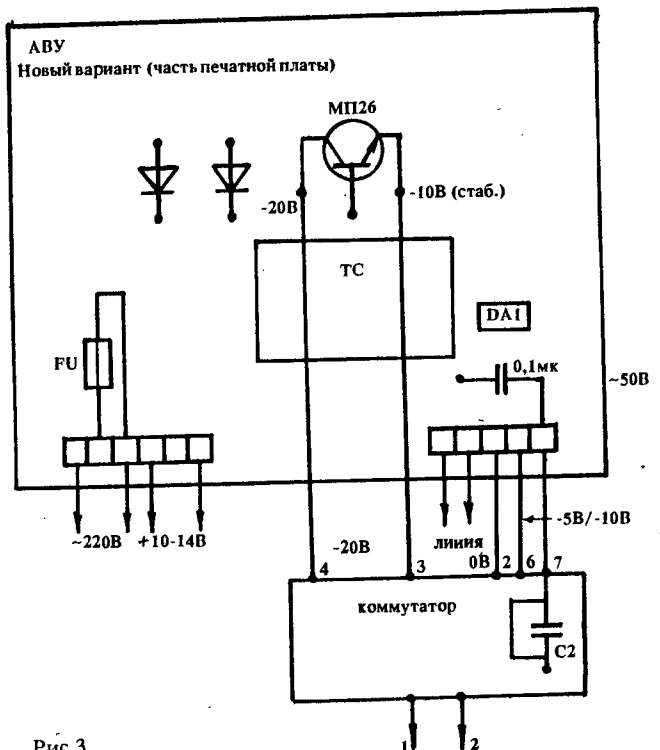 АВУ
Новый вариант (часть печатной платы)
МП26
-20В
-10В (стаб.)
ТС
DA1
FU
0,1мк
~50В
~220В
+10-14В
линия
-5В/-10В
-20В
0В
4
3
2
6
7
коммутатор
C2
Рис 3
1
2